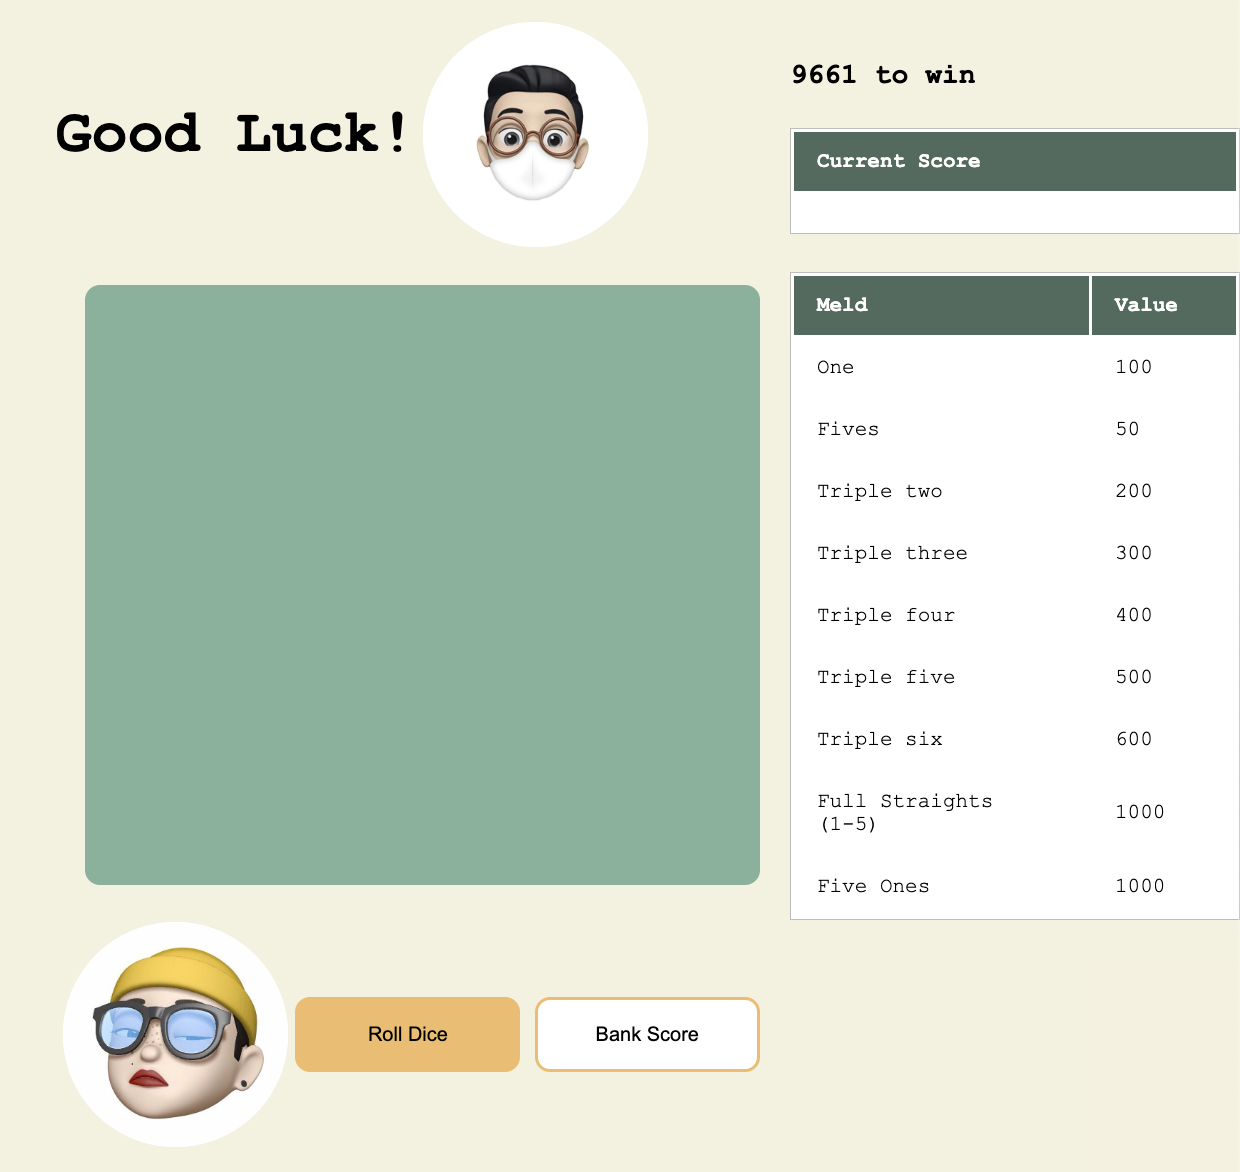 Good Luck!
9661 to win
Current Score
Meld Value
One 100
Fives 50
Triple two 200
Triple three 300
Triple four 400
Triple five 500
Triple six 600
Full Straights
(1-5) 1000
Five Ones 1000
Roll Dice
Bank Score